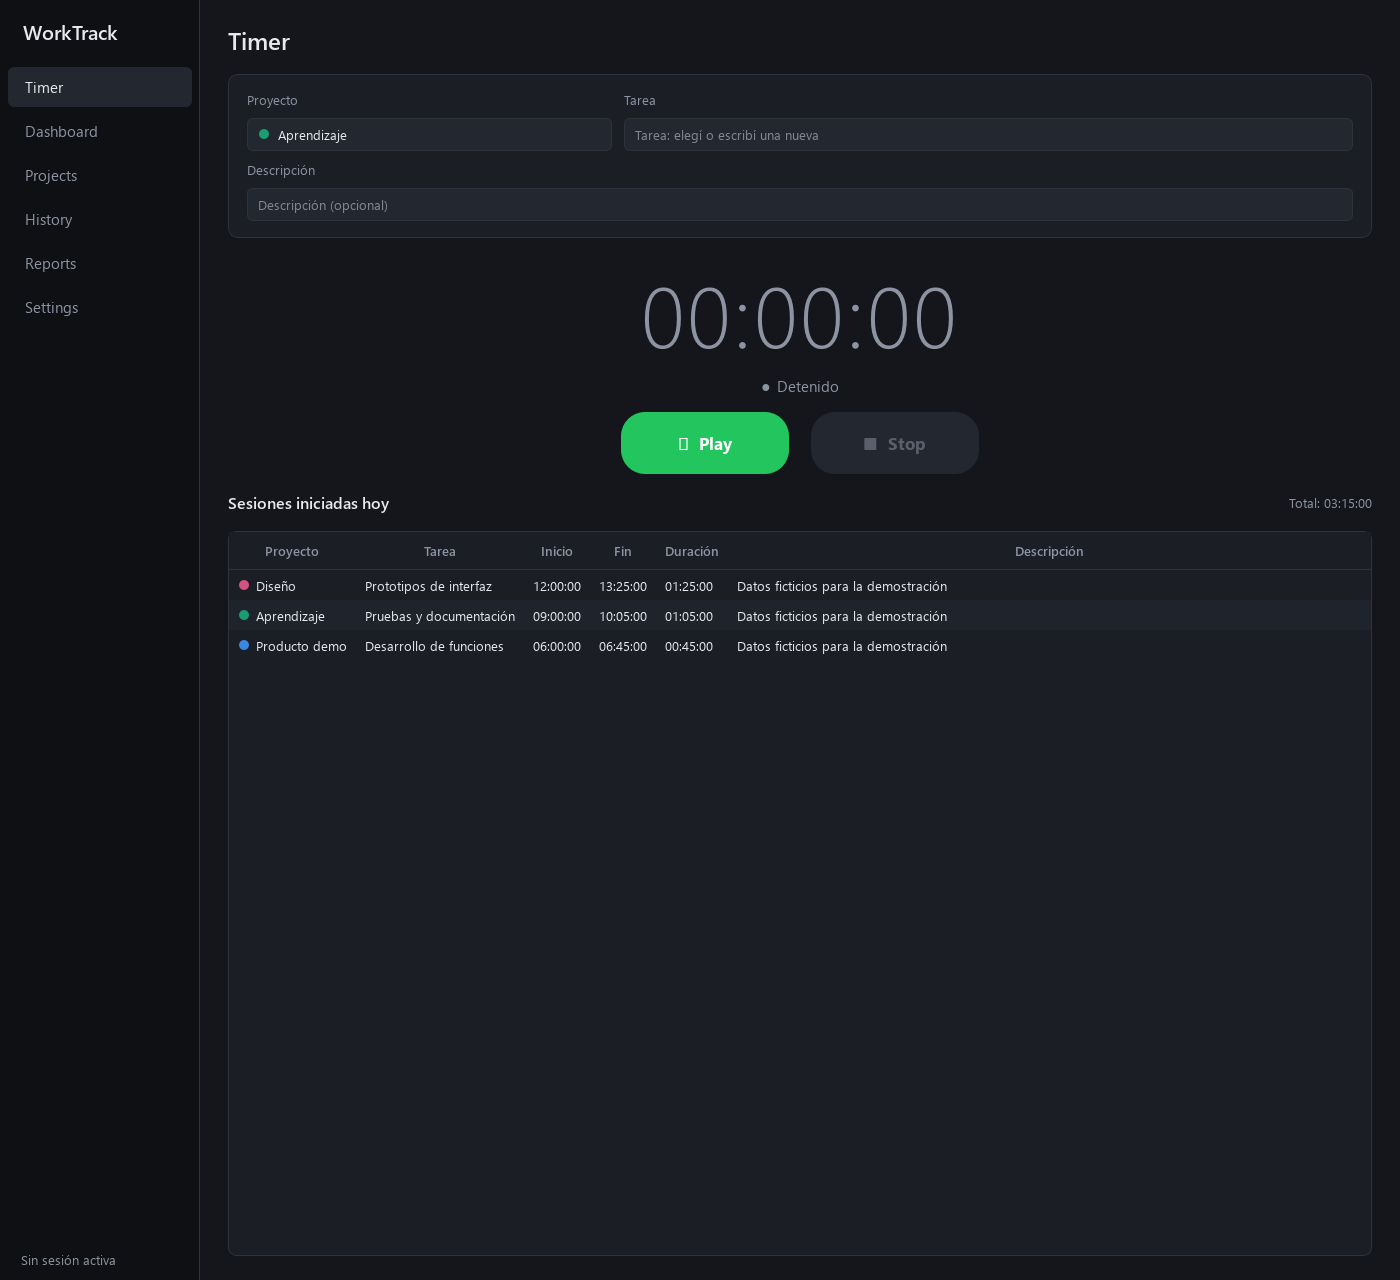 WorkTrack
Timer
Dashboard
Projects
History
Reports
Settings
Sin sesión activa
Timer
Proyecto Tarea
Aprendizaje Tarea: elegí o escribí una nueva
Descripción
Descripción (opcional)
00:00:00
● Detenido
Play ■ Stop
Sesiones iniciadas hoy Total: 03:15:00
Proyecto Tarea Inicio Fin Duración Descripción
Diseño Prototipos de interfaz 12:00:00 13:25:00 01:25:00 Datos ficticios para la demostración
Aprendizaje Pruebas y documentación 09:00:00 10:05:00 01:05:00 Datos ficticios para la demostración
Producto demo Desarrollo de funciones 06:00:00 06:45:00 00:45:00 Datos ficticios para la demostración